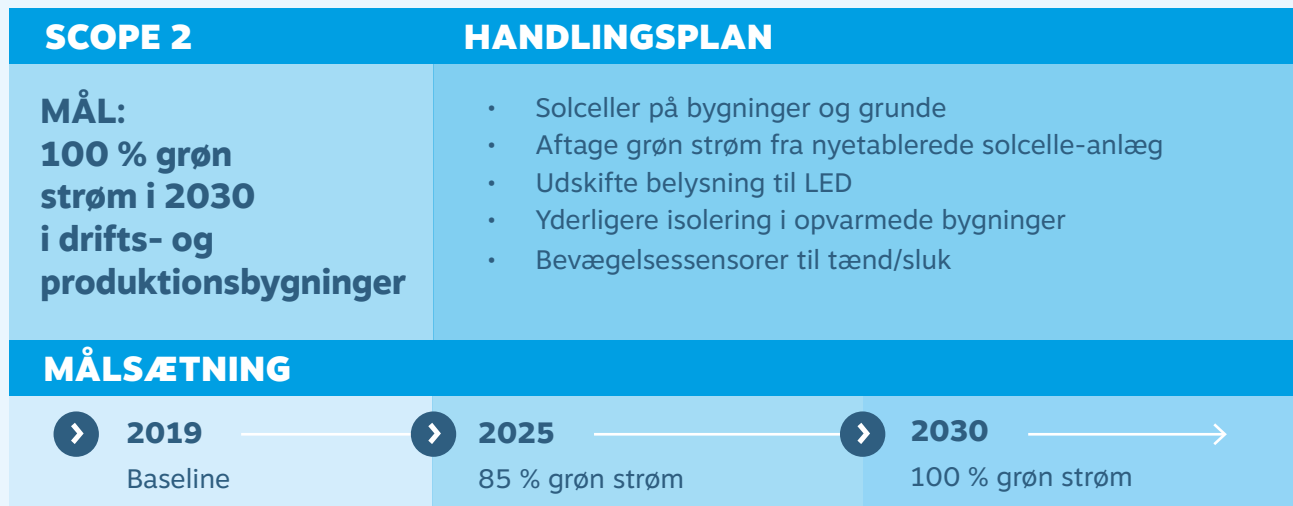 SCOPE 2
HANDLINGSPLAN
MÅL:
100 % grøn
strøm i 2030
i drifts- og
produktionsbygninger
• Solceller på bygninger og grunde
• Aftage grøn strøm fra nyetablerede solcelle-anlæg
• Udskifte belysning til LED
• Yderligere isolering i opvarmede bygninger
• Bevægelsessensorer til tænd/sluk
MÅLSÆTNING
2019
Baseline
2025
85 % grøn strøm
2030
100 % grøn strøm